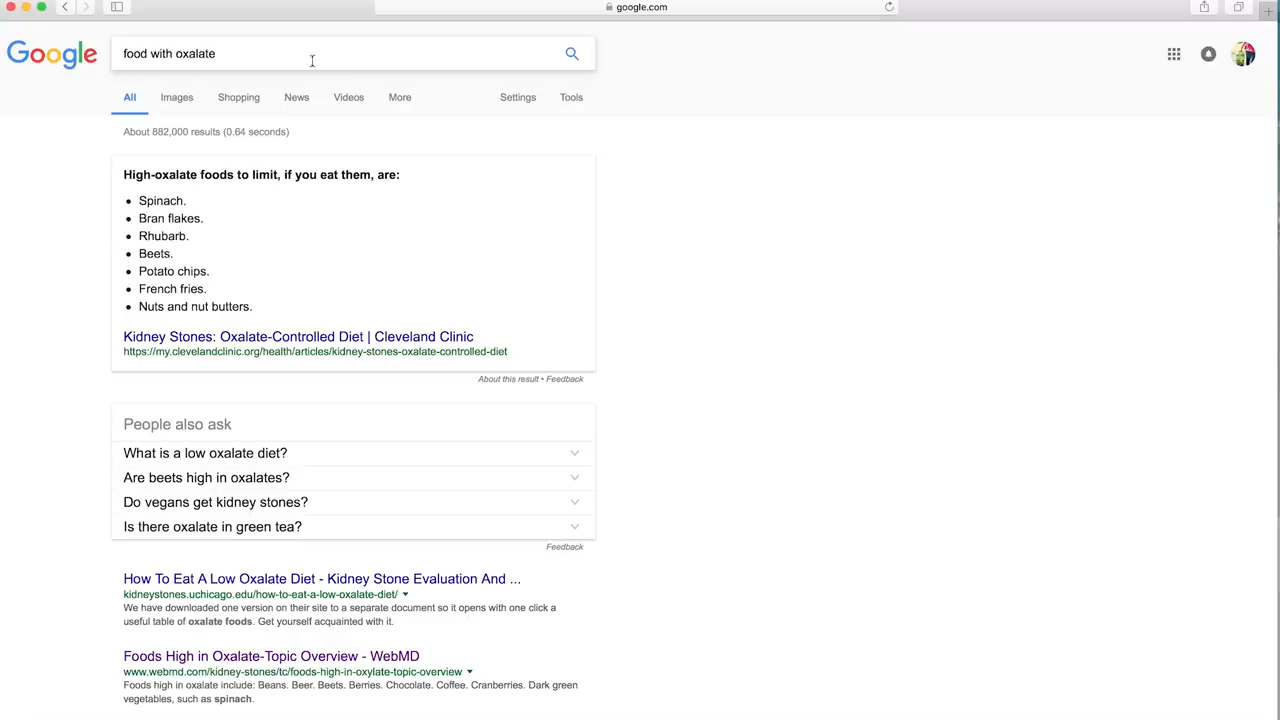 google.com
Google
food with oxalate
All Images Shopping News Videos More Settings Tools
About 882,000 results (0.64 seconds)
High-oxalate foods to limit, if you eat them, are:
• Spinach.
• Bran flakes.
• Rhubarb.
• Beets.
• Potato chips.
• French fries.
• Nuts and nut butters.
Kidney Stones: Oxalate-Controlled Diet | Cleveland Clinic
https://my.clevelandclinic.org/health/articles/kidney-stones-oxalate-controlled-diet
About this result • Feedback
People also ask
What is a low oxalate diet?
Are beets high in oxalates?
Do vegans get kidney stones?
Is there oxalate in green tea?
Feedback
How To Eat A Low Oxalate Diet - Kidney Stone Evaluation And ...
kidneystones.uchicago.edu/how-to-eat-a-low-oxalate-diet/
We have downloaded one version on their site to a separate document so it opens with one click a
useful table of oxalate foods. Get yourself acquainted with it.
Foods High in Oxalate-Topic Overview - WebMD
www.webmd.com/kidney-stones/tc/foods-high-in-oxylate-topic-overview
Foods high in oxalate include: Beans. Beer. Beets. Berries. Chocolate. Coffee. Cranberries. Dark green
vegetables, such as spinach.